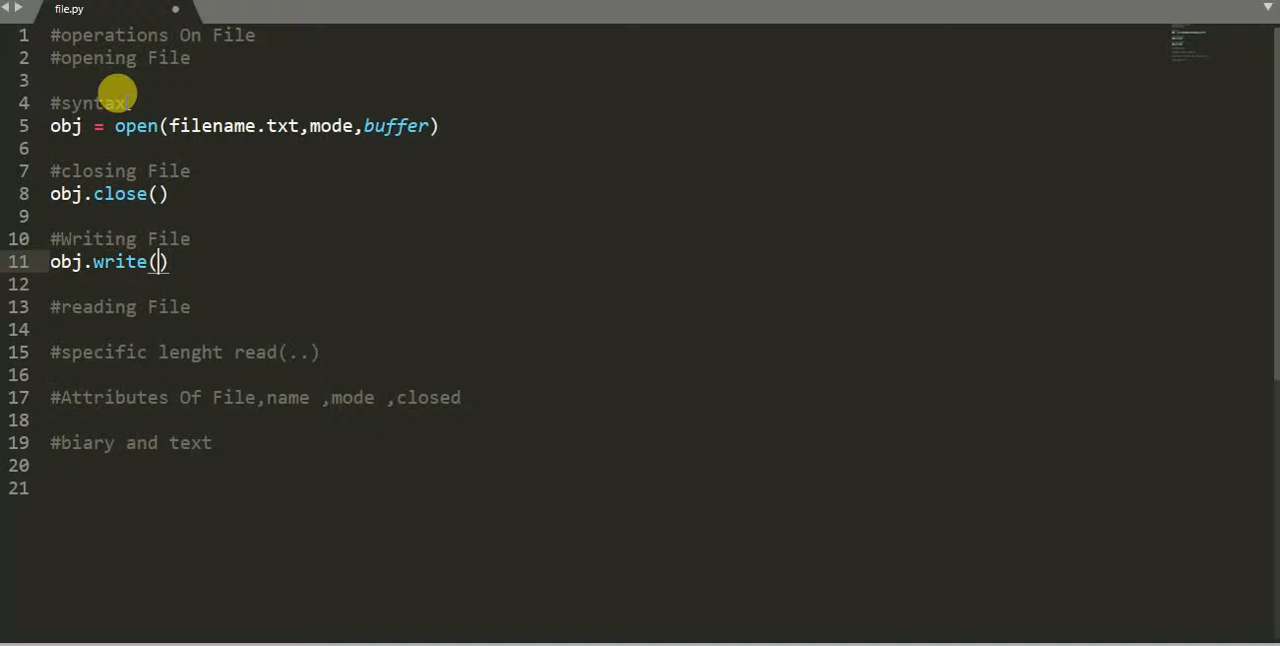 file.py
1 #operations On File
2 #opening File
3
4 #syntax
5 obj = open(filename.txt,mode,buffer)
6
7 #closing File
8 obj.close()
9
10 #Writing File
11 obj.write()
12
13 #reading File
14
15 #specific lenght read(..)
16
17 #Attributes Of File,name ,mode ,closed
18
19 #biary and text
20
21